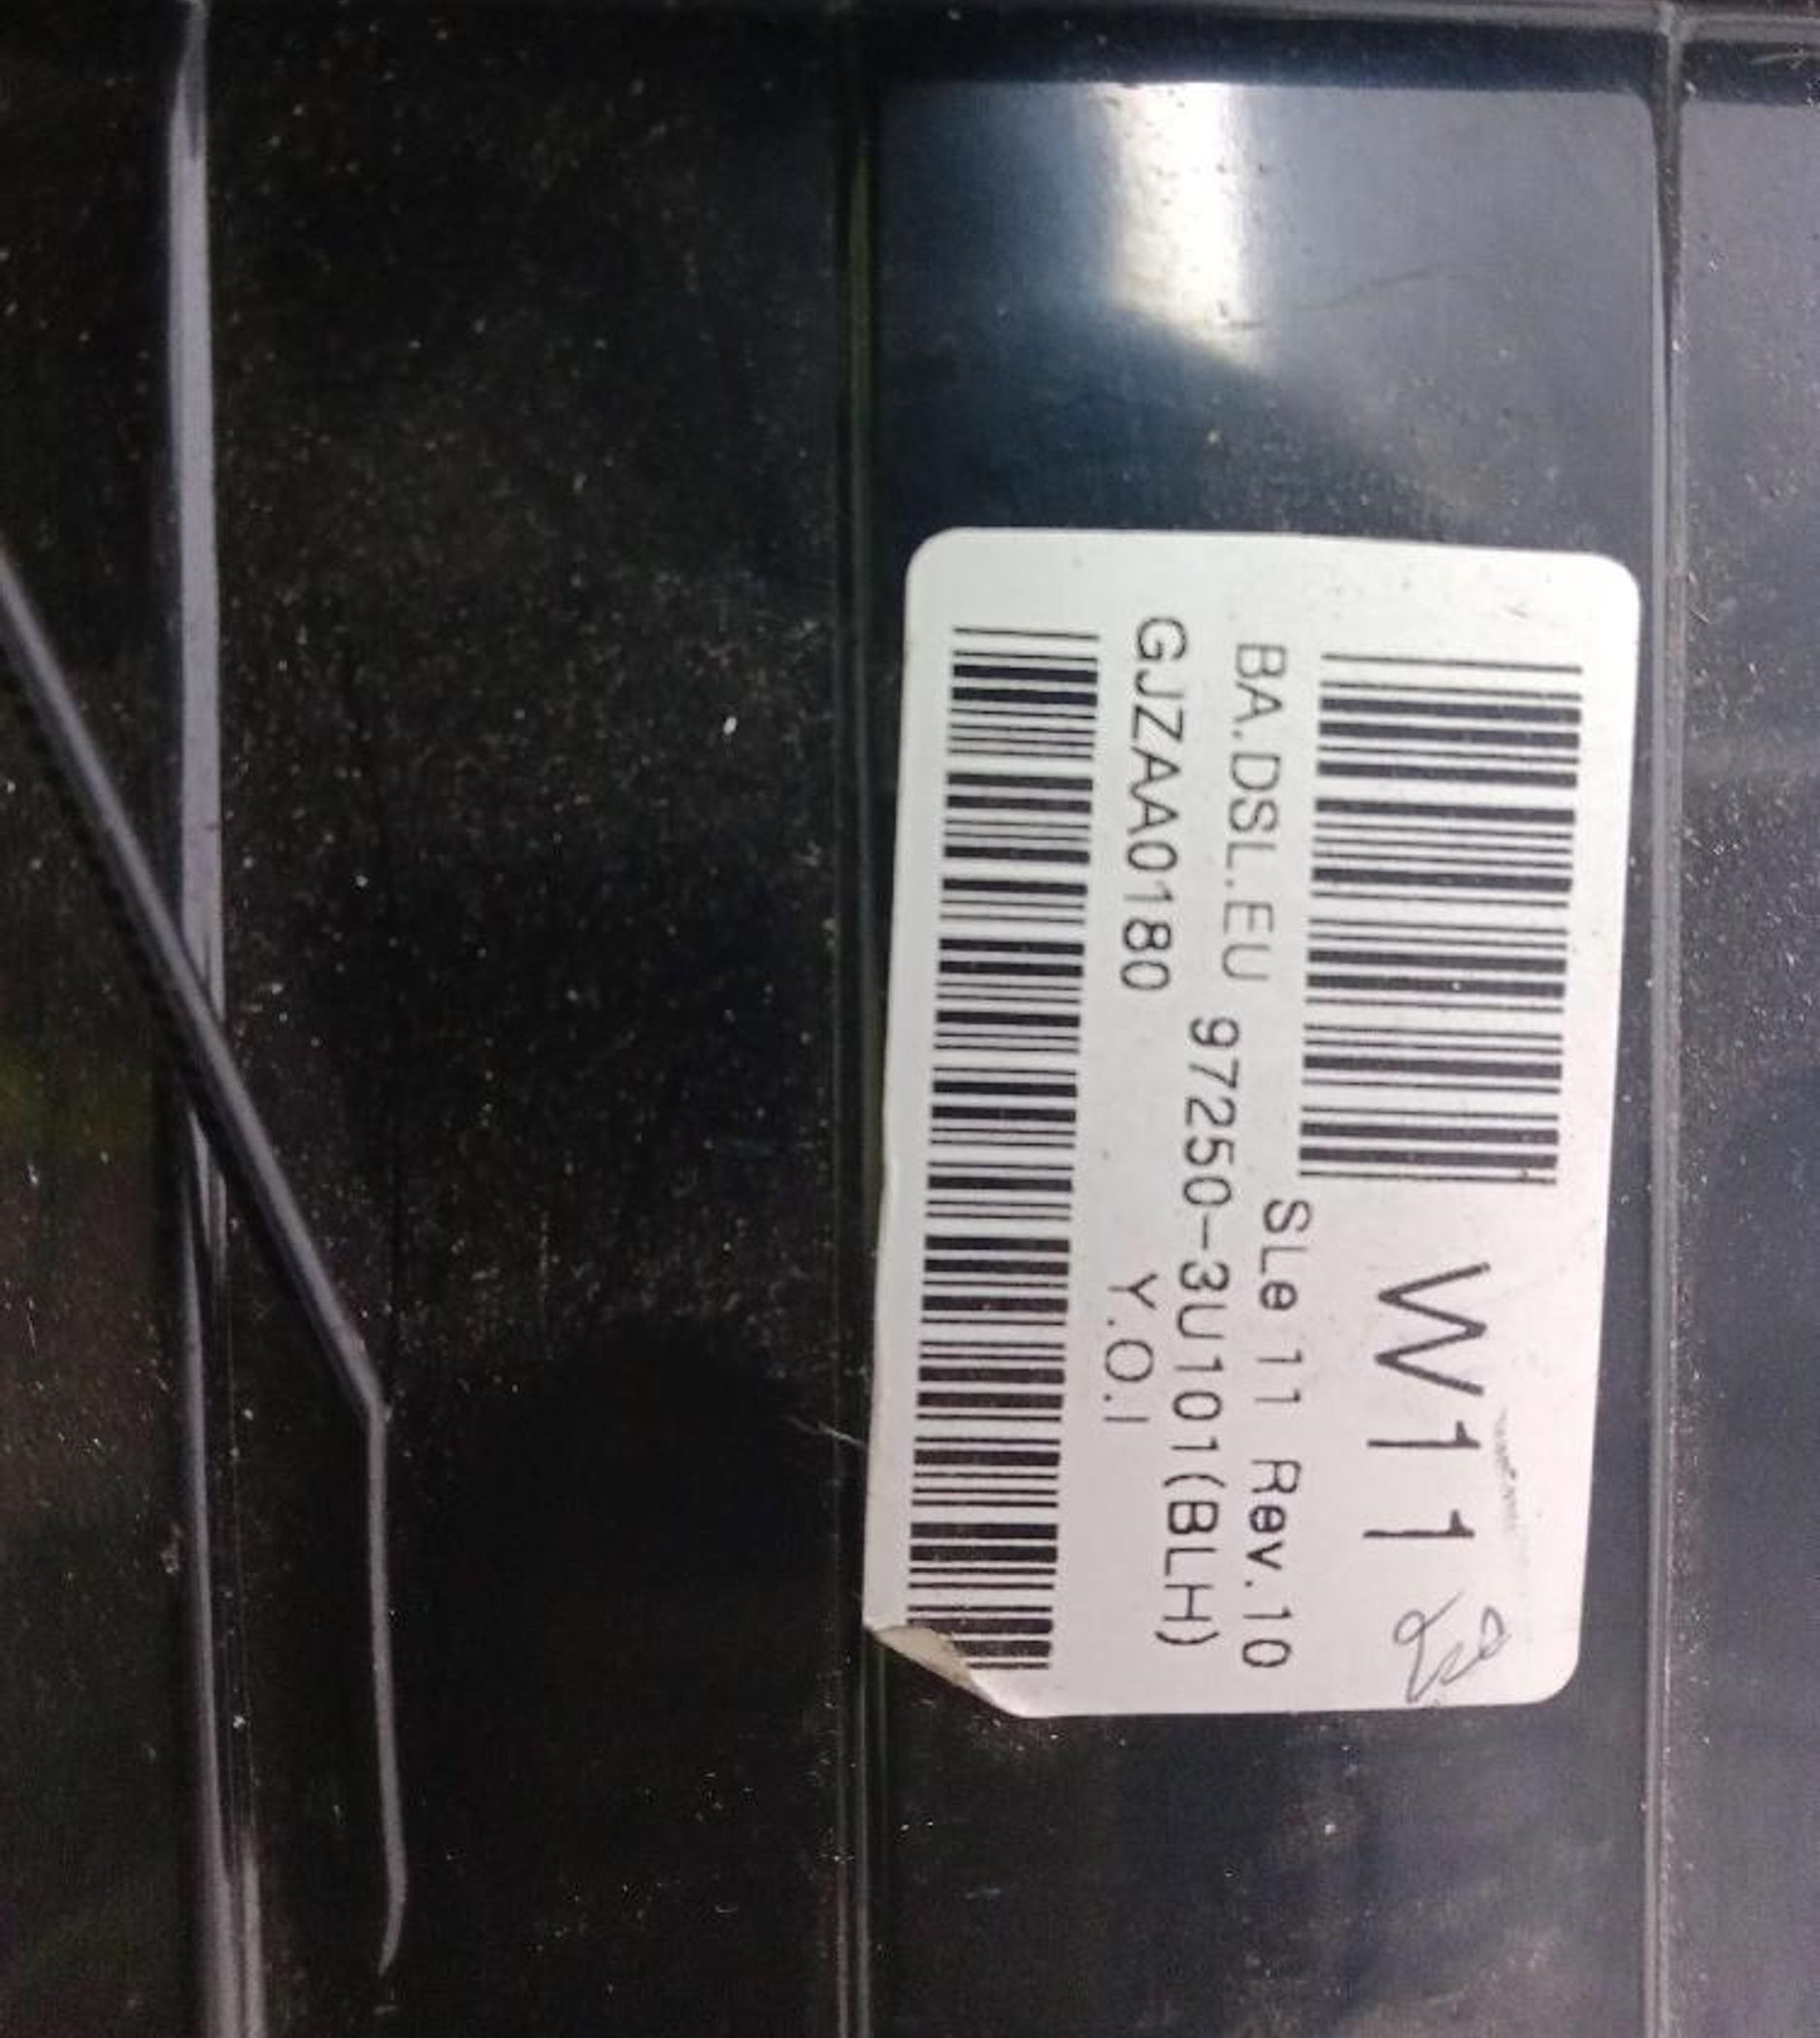 W11
SLe 11 Rev.10
BA.DSL.EU 97250-3U101(BLH)
GJZAA0180 Y.O.I